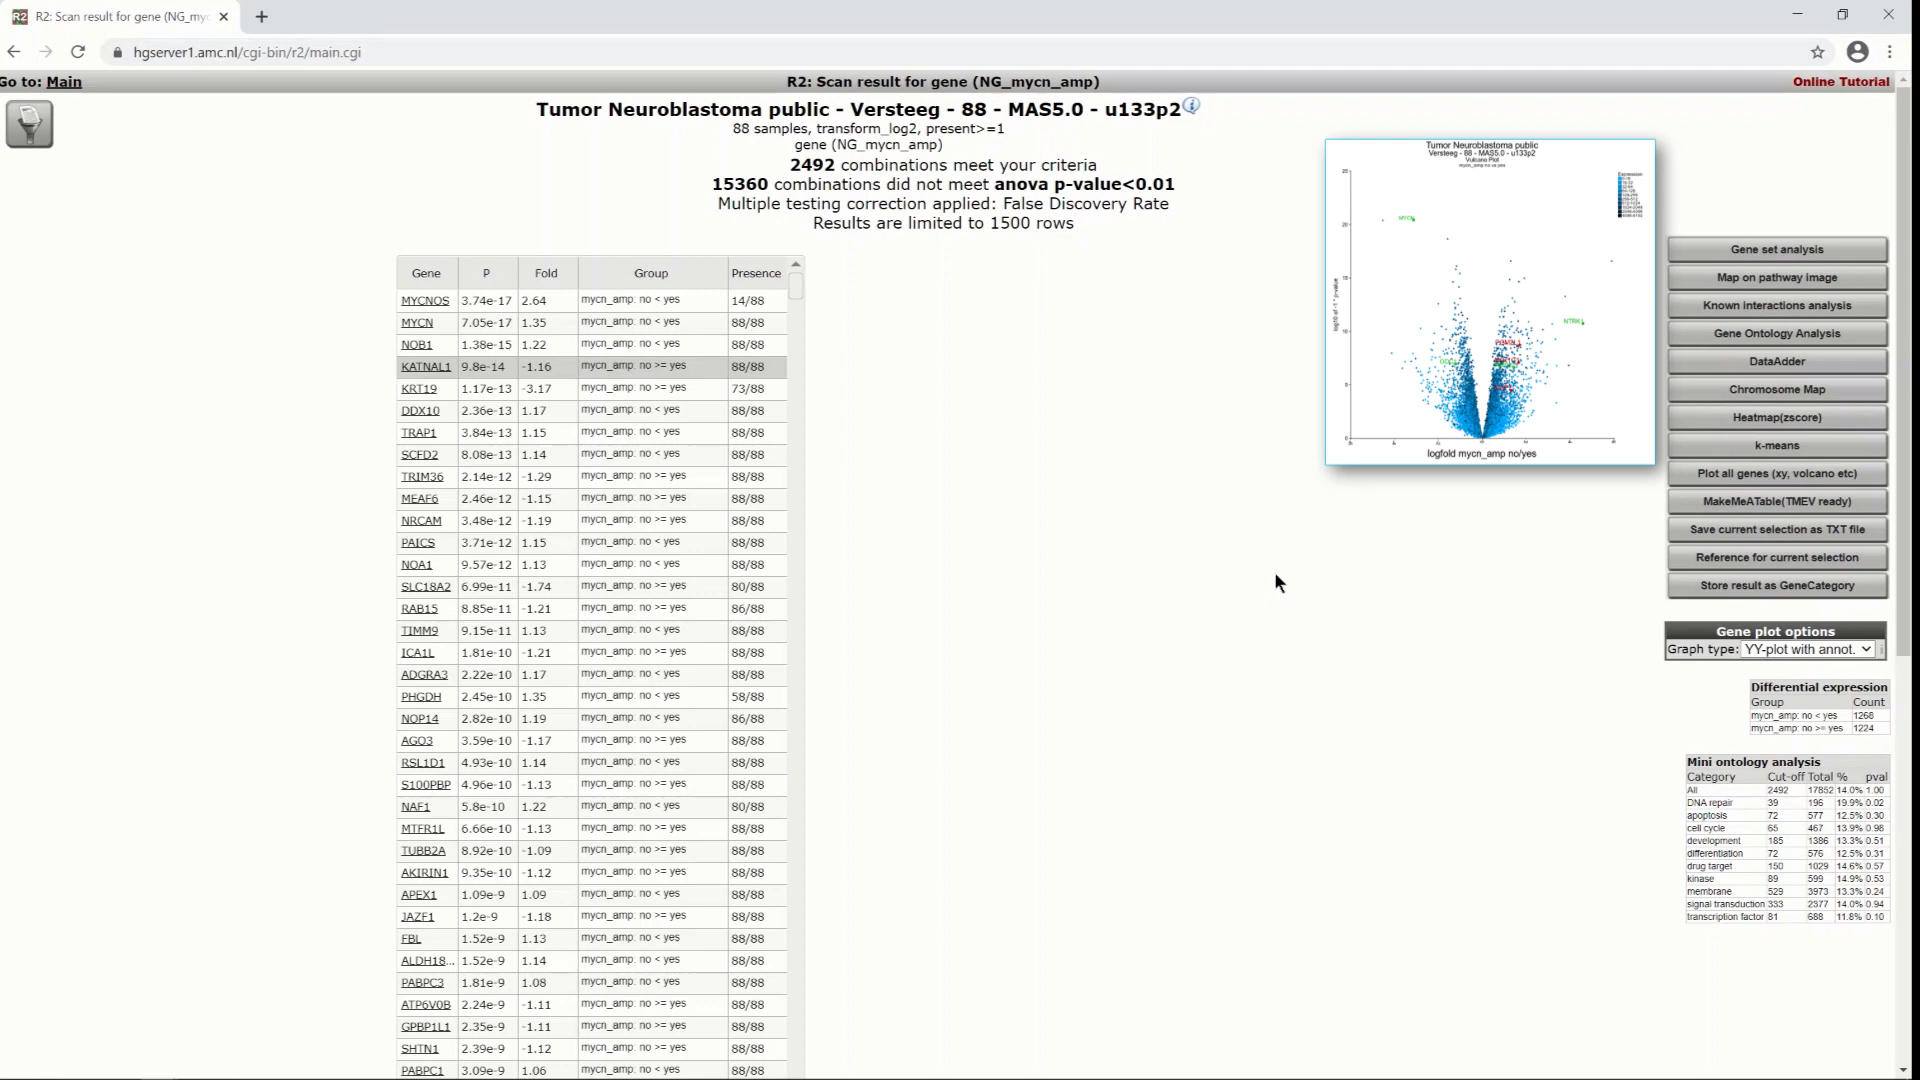 R2: Scan result for gene (NG_my
hgserver1.amc.nl/cgi-bin/r2/main.cgi
Go to: Main
R2: Scan result for gene (NG_mycn_amp)
Online Tutorial
Tumor Neuroblastoma public - Versteeg - 88 - MAS5.0 - u133p2
88 samples, transform_log2, present>=1
gene (NG_mycn_amp)
2492 combinations meet your criteria
15360 combinations did not meet anova p-value<0.01
Multiple testing correction applied: False Discovery Rate
Results are limited to 1500 rows
Gene P Fold Group Presence
MYCNOS 3.74e-17 2.64 mycn_amp: no < yes 14/88
MYCN 7.05e-17 1.35 mycn_amp: no < yes 88/88
NOB1 1.38e-15 1.22 mycn_amp: no < yes 88/88
KATNAL1 9.8e-14 -1.16 mycn_amp: no >= yes 88/88
KRT19 1.17e-13 -3.17 mycn_amp: no >= yes 73/88
DDX10 2.36e-13 1.17 mycn_amp: no < yes 88/88
TRAP1 3.84e-13 1.15 mycn_amp: no < yes 88/88
SCFD2 8.08e-13 1.14 mycn_amp: no < yes 88/88
TRIM36 2.14e-12 -1.29 mycn_amp: no >= yes 88/88
MEAF6 2.46e-12 -1.15 mycn_amp: no >= yes 88/88
NRCAM 3.48e-12 -1.19 mycn_amp: no >= yes 88/88
PAICS 3.71e-12 1.15 mycn_amp: no < yes 88/88
NOA1 9.57e-12 1.13 mycn_amp: no < yes 88/88
SLC18A2 6.99e-11 -1.74 mycn_amp: no >= yes 80/88
RAB15 8.85e-11 -1.21 mycn_amp: no >= yes 86/88
TIMM9 9.15e-11 1.13 mycn_amp: no < yes 88/88
ICA1L 1.81e-10 -1.21 mycn_amp: no >= yes 88/88
ADGRA3 2.22e-10 1.17 mycn_amp: no < yes 88/88
PHGDH 2.45e-10 1.35 mycn_amp: no < yes 58/88
NOP14 2.82e-10 1.19 mycn_amp: no < yes 86/88
AGO3 3.59e-10 -1.17 mycn_amp: no >= yes 88/88
RSL1D1 4.93e-10 1.14 mycn_amp: no < yes 88/88
S100PBP 4.96e-10 -1.13 mycn_amp: no >= yes 88/88
NAF1 5.8e-10 1.22 mycn_amp: no < yes 80/88
MTFR1L 6.66e-10 -1.13 mycn_amp: no >= yes 88/88
TUBB2A 8.92e-10 -1.09 mycn_amp: no >= yes 88/88
AKIRIN1 9.35e-10 -1.12 mycn_amp: no >= yes 88/88
APEX1 1.09e-9 1.09 mycn_amp: no < yes 88/88
JAZF1 1.2e-9 -1.18 mycn_amp: no >= yes 88/88
FBL 1.52e-9 1.13 mycn_amp: no < yes 88/88
ALDH18... 1.52e-9 1.14 mycn_amp: no < yes 88/88
PABPC3 1.81e-9 1.08 mycn_amp: no < yes 88/88
ATP6V0B 2.24e-9 -1.11 mycn_amp: no >= yes 88/88
GPBP1L1 2.35e-9 -1.11 mycn_amp: no >= yes 88/88
SHTN1 2.39e-9 -1.12 mycn_amp: no >= yes 88/88
PABPC1 3.09e-9 1.06 mycn_amp: no < yes 88/88
Tumor Neuroblastoma public
Versteeg - 88 - MAS5.0 - u133p2
Vulcano Plot
mycn_amp no vs yes
Expression
MYCN
NTRK1
log10 of -1 * p-value
logfold mycn_amp no/yes
Gene set analysis
Map on pathway image
Known interactions analysis
Gene Ontology Analysis
DataAdder
Chromosome Map
Heatmap(zscore)
k-means
Plot all genes (xy, volcano etc)
MakeMeATable(TMEV ready)
Save current selection as TXT file
Reference for current selection
Store result as GeneCategory
Gene plot options
Graph type: YY-plot with annot.
Differential expression
Group Count
mycn_amp: no < yes 1268
mycn_amp: no >= yes 1224
Mini ontology analysis
Category Cut-off Total % pval
All 2492 17852 14.0% 1.00
DNA repair 39 196 19.9% 0.02
apoptosis 72 577 12.5% 0.30
cell cycle 65 467 13.9% 0.98
development 185 1386 13.3% 0.51
differentiation 72 576 12.5% 0.31
drug target 150 1029 14.6% 0.57
kinase 89 599 14.9% 0.53
membrane 529 3973 13.3% 0.24
signal transduction 333 2377 14.0% 0.94
transcription factor 81 688 11.8% 0.10